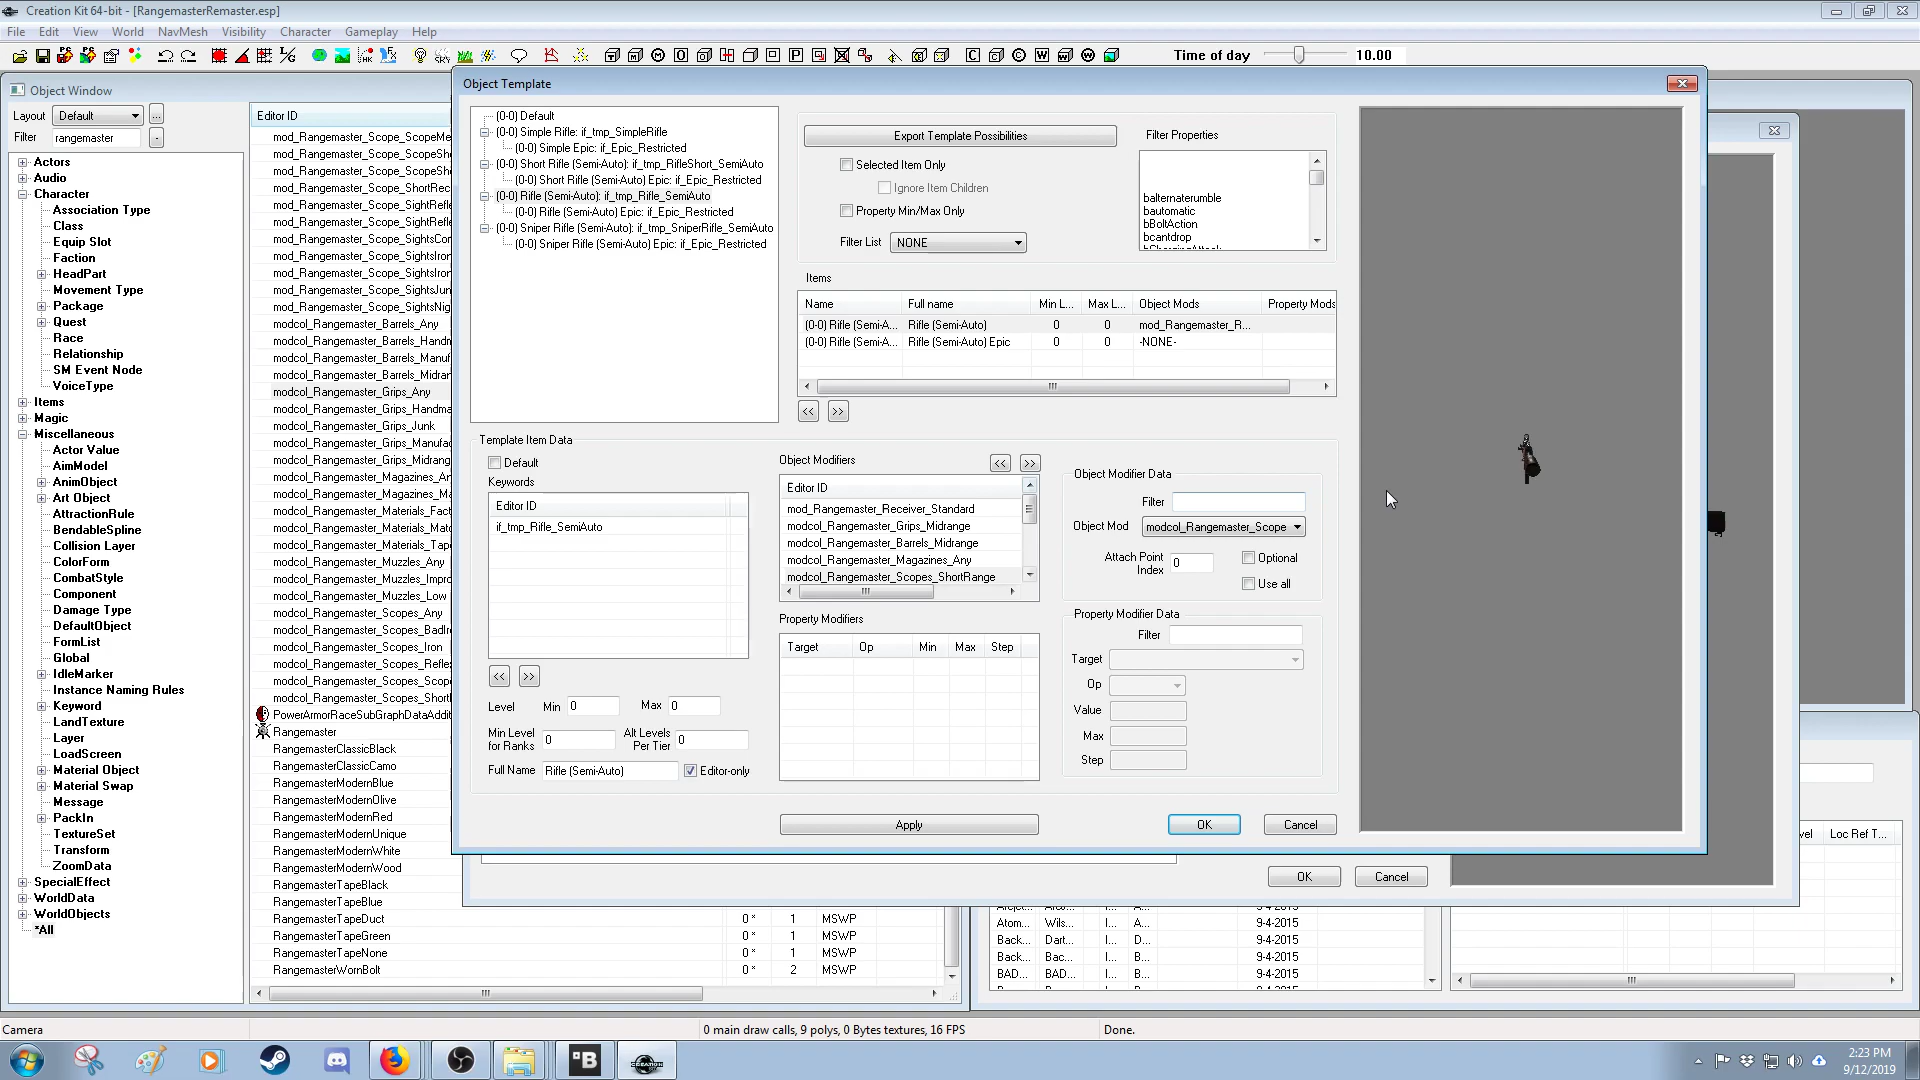 Creation Kit 64-bit - [RangemasterRemaster.esp]
File Edit View World NavMesh Visibility Character Gameplay Help
Time of day 10.00
Object Window
Layout Default ...
Filter rangemaster -
Actors
Audio
Character
Association Type
Class
Equip Slot
Faction
HeadPart
Movement Type
Package
Quest
Race
Relationship
SM Event Node
VoiceType
Items
Magic
Miscellaneous
Actor Value
AimModel
AnimObject
Art Object
AttractionRule
BendableSpline
Collision Layer
ColorForm
CombatStyle
Component
Damage Type
DefaultObject
FormList
Global
IdleMarker
Instance Naming Rules
Keyword
LandTexture
Layer
LoadScreen
Material Object
Material Swap
Message
PackIn
TextureSet
Transform
ZoomData
SpecialEffect
WorldData
WorldObjects
*All
Editor ID
mod_Rangemaster_Scope_ScopeMe
mod_Rangemaster_Scope_ScopeSh
mod_Rangemaster_Scope_ScopeSh
mod_Rangemaster_Scope_ShortRec
mod_Rangemaster_Scope_SightRefle
mod_Rangemaster_Scope_SightRefle
mod_Rangemaster_Scope_SightsCon
mod_Rangemaster_Scope_SightsIron
mod_Rangemaster_Scope_SightsIron
mod_Rangemaster_Scope_SightsJun
mod_Rangemaster_Scope_SightsNig
modcol_Rangemaster_Barrels_Any
modcol_Rangemaster_Barrels_Handm
modcol_Rangemaster_Barrels_Manuf
modcol_Rangemaster_Barrels_Midran
modcol_Rangemaster_Grips_Any
modcol_Rangemaster_Grips_Handma
modcol_Rangemaster_Grips_Junk
modcol_Rangemaster_Grips_Manufac
modcol_Rangemaster_Grips_Midrang
modcol_Rangemaster_Magazines_An
modcol_Rangemaster_Magazines_Ma
modcol_Rangemaster_Materials_Fact
modcol_Rangemaster_Materials_Matc
modcol_Rangemaster_Materials_Tape
modcol_Rangemaster_Muzzles_Any
modcol_Rangemaster_Muzzles_Impro
modcol_Rangemaster_Muzzles_Low
modcol_Rangemaster_Scopes_Any
modcol_Rangemaster_Scopes_BadIro
modcol_Rangemaster_Scopes_Iron
modcol_Rangemaster_Scopes_Reflex
modcol_Rangemaster_Scopes_Scope
modcol_Rangemaster_Scopes_Short
PowerArmorRaceSubGraphDataAddit
Rangemaster
RangemasterClassicBlack
RangemasterClassicCamo
RangemasterModernBlue
RangemasterModernOlive
RangemasterModernRed
RangemasterModernUnique
RangemasterModernWhite
RangemasterModernWood
RangemasterTapeBlack
RangemasterTapeBlue
RangemasterTapeDuct 0 * 1 MSWP
RangemasterTapeGreen 0 * 1 MSWP
RangemasterTapeNone 0 * 1 MSWP
RangemasterWornBolt 0 * 2 MSWP
Object Template
(0-0) Default
(0-0) Simple Rifle: if_tmp_SimpleRifle
(0-0) Simple Epic: if_Epic_Restricted
(0-0) Short Rifle (Semi-Auto): if_tmp_RifleShort_SemiAuto
(0-0) Short Rifle (Semi-Auto) Epic: if_Epic_Restricted
(0-0) Rifle (Semi-Auto): if_tmp_Rifle_SemiAuto
(0-0) Rifle (Semi-Auto) Epic: if_Epic_Restricted
(0-0) Sniper Rifle (Semi-Auto): if_tmp_SniperRifle_SemiAuto
(0-0) Sniper Rifle (Semi-Auto) Epic: if_Epic_Restricted
Export Template Possibilities
Selected Item Only
Ignore Item Children
Property Min/Max Only
Filter List NONE
Filter Properties
balternaterumble
bautomatic
bBoltAction
bcantdrop
Items
Name Full name Min L... Max L... Object Mods Property Mods
(0-0) Rifle (Semi-A... Rifle (Semi-Auto) 0 0 mod_Rangemaster_R...
(0-0) Rifle (Semi-A... Rifle (Semi-Auto) Epic 0 0 -NONE-
<< >>
Template Item Data
Default
Keywords
Editor ID
if_tmp_Rifle_SemiAuto
<< >>
Level Min 0 Max 0
Min Level for Ranks 0 Alt Levels Per Tier 0
Full Name Rifle (Semi-Auto) Editor-only
Object Modifiers << >>
Editor ID
mod_Rangemaster_Receiver_Standard
modcol_Rangemaster_Grips_Midrange
modcol_Rangemaster_Barrels_Midrange
modcol_Rangemaster_Magazines_Any
modcol_Rangemaster_Scopes_ShortRange
Property Modifiers
Target Op Min Max Step
Object Modifier Data
Filter
Object Mod modcol_Rangemaster_Scope
Attach Point Index 0
Optional
Use all
Property Modifier Data
Filter
Target
Op
Value
Max
Step
Apply OK Cancel
OK Cancel
vel Loc Ref T...
Atom... Wils... I... A... 9-4-2015
Back... Dart... I... D... 9-4-2015
Back... Bac... I... B... 9-4-2015
BAD... BA... I... B... 9-4-2015
Camera
0 main draw calls, 9 polys, 0 Bytes textures, 16 FPS
Done.
2:23 PM
9/12/2019